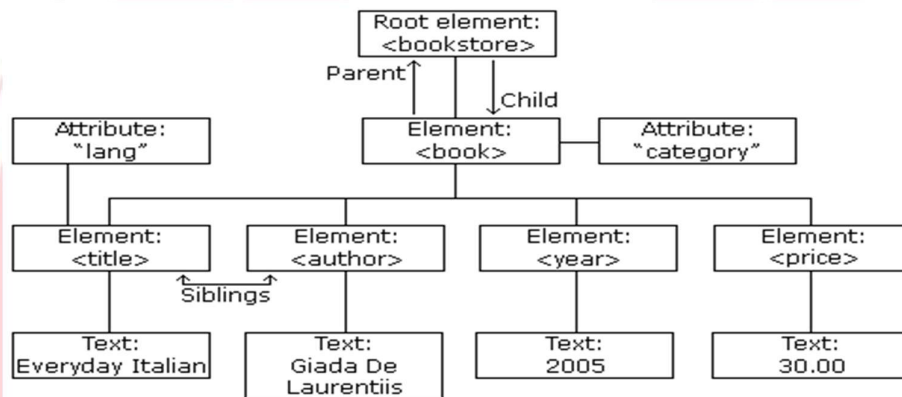 Root element:
<bookstore>
Parent
Child
Attribute:
"lang"
Element:
<book>
Attribute:
"category"
Element:
<title>
Element:
<author>
Element:
<year>
Element:
<price>
Siblings
Text:
Everyday Italian
Text:
Giada De
Laurentiis
Text:
2005
Text:
30.00